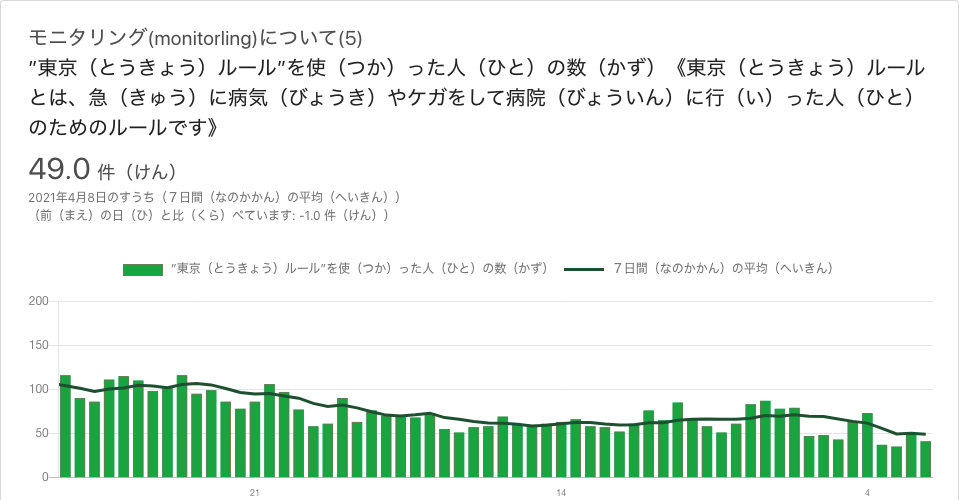 モニタリング(monitorling)について(5)
”東京（とうきょう）ルール”を使（つか）った人（ひと）の数（かず）《東京（とうきょう）ルール
とは、急（きゅう）に病気（びょうき）やケガをして病院（びょういん）に行（い）った人（ひと）
のためのルールです》
49.0 件（けん）
2021年4月8日のすうち（７日間（なのかかん）の平均（へいきん））
（前（まえ）の日（ひ）と比（くら）べています: -1.0 件（けん））
”東京（とうきょう）ルール”を使（つか）った人（ひと）の数（かず） ７日間（なのかかん）の平均（へいきん）
200
150
100
50
0
21 14 4